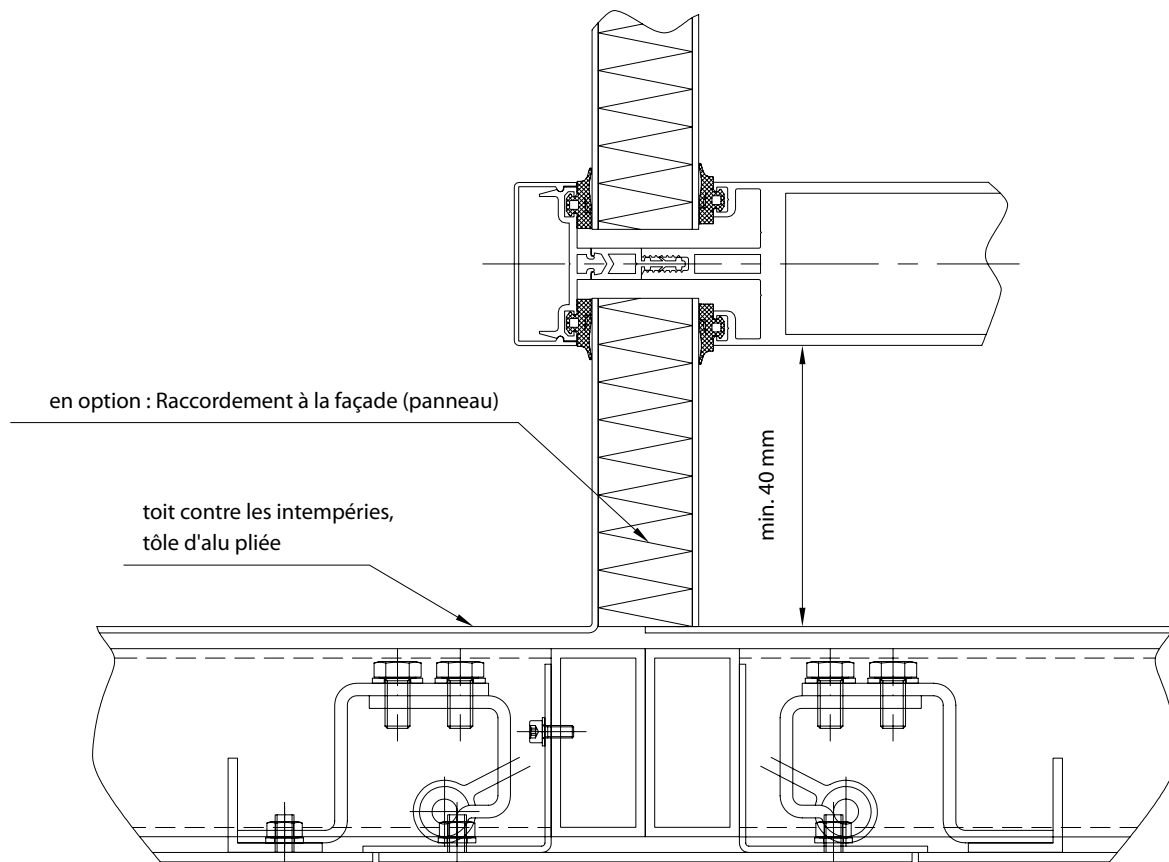 en option : Raccordement à la façade (panneau)
toit contre les intempéries,
tôle d'alu pliée
min. 40 mm